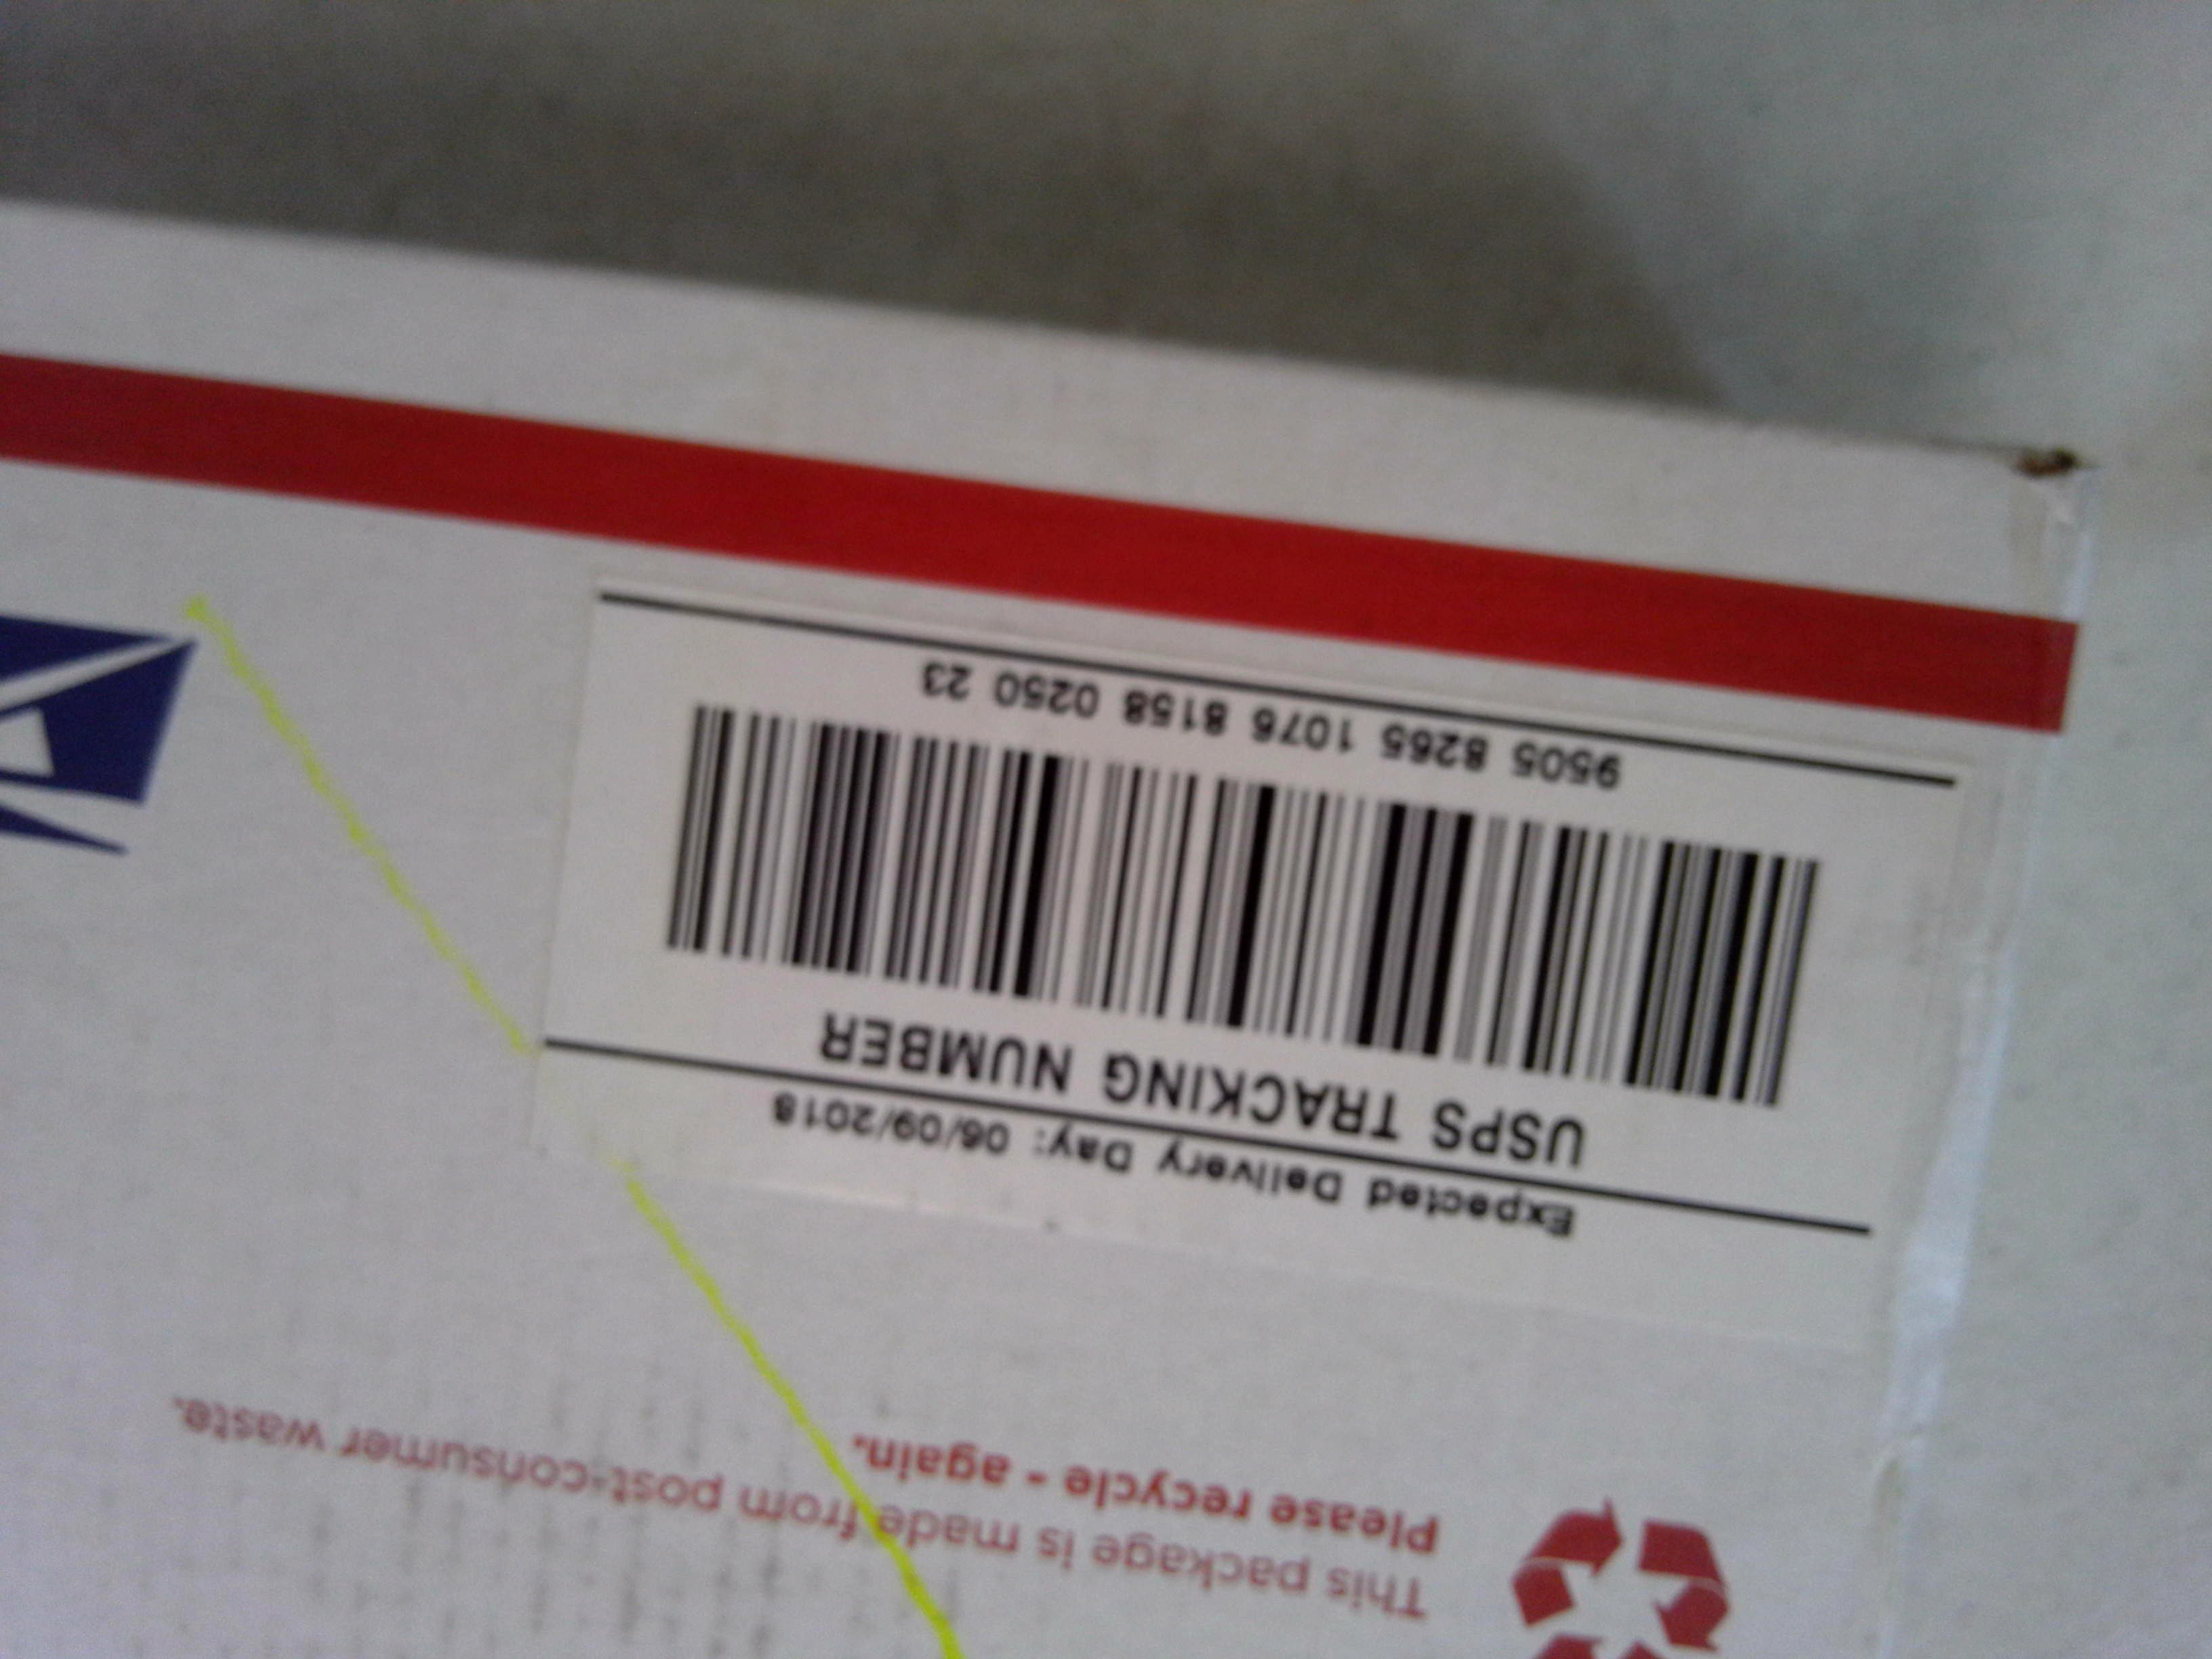 This package is made from post-consumer waste.
Please recycle - again.
Expected Delivery Day: 06/09/2018
USPS TRACKING NUMBER
9505 8265 1076 8158 0250 23